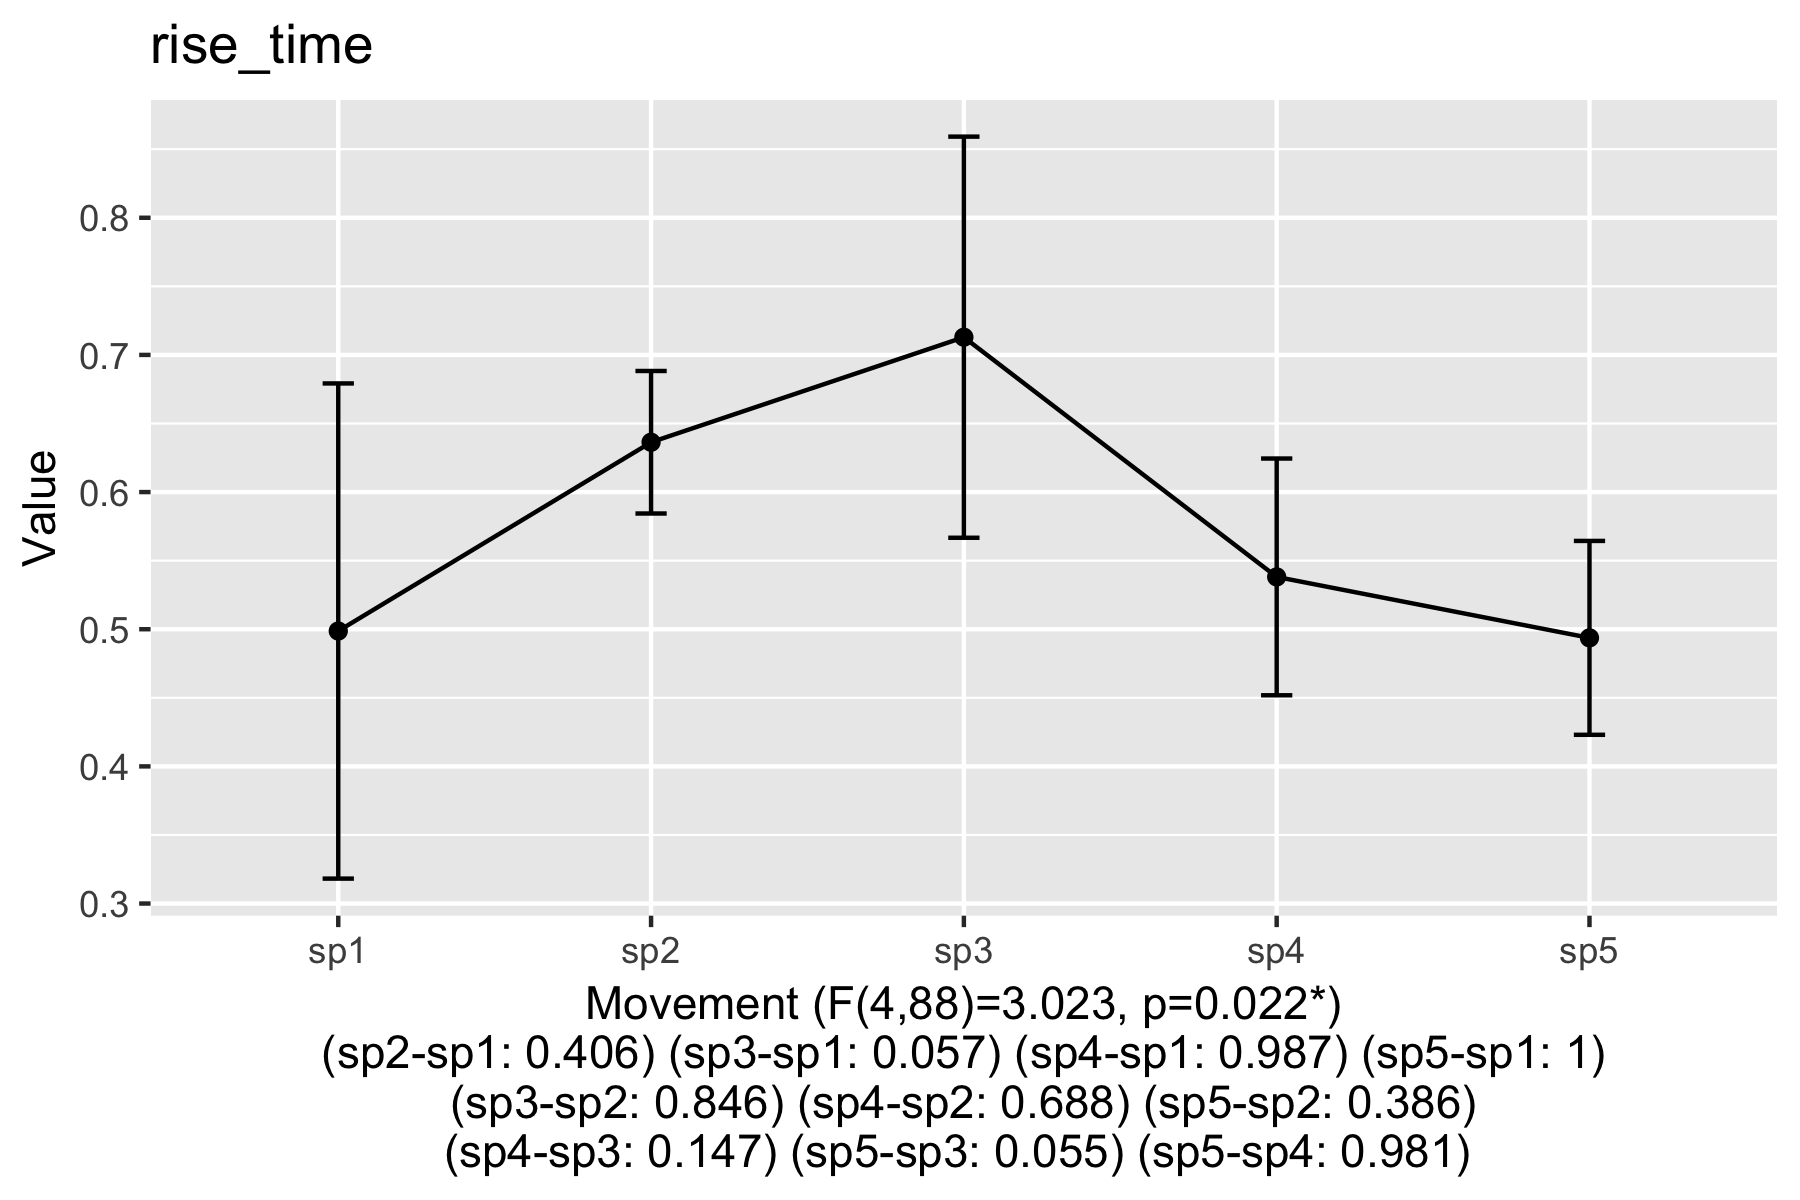 rise_time
Value
0.8
0.7
0.6
0.5
0.4
0.3
sp1 sp2 sp3 sp4 sp5
Movement (F(4,88)=3.023, p=0.022*)
(sp2-sp1: 0.406) (sp3-sp1: 0.057) (sp4-sp1: 0.987) (sp5-sp1: 1)
(sp3-sp2: 0.846) (sp4-sp2: 0.688) (sp5-sp2: 0.386)
(sp4-sp3: 0.147) (sp5-sp3: 0.055) (sp5-sp4: 0.981)